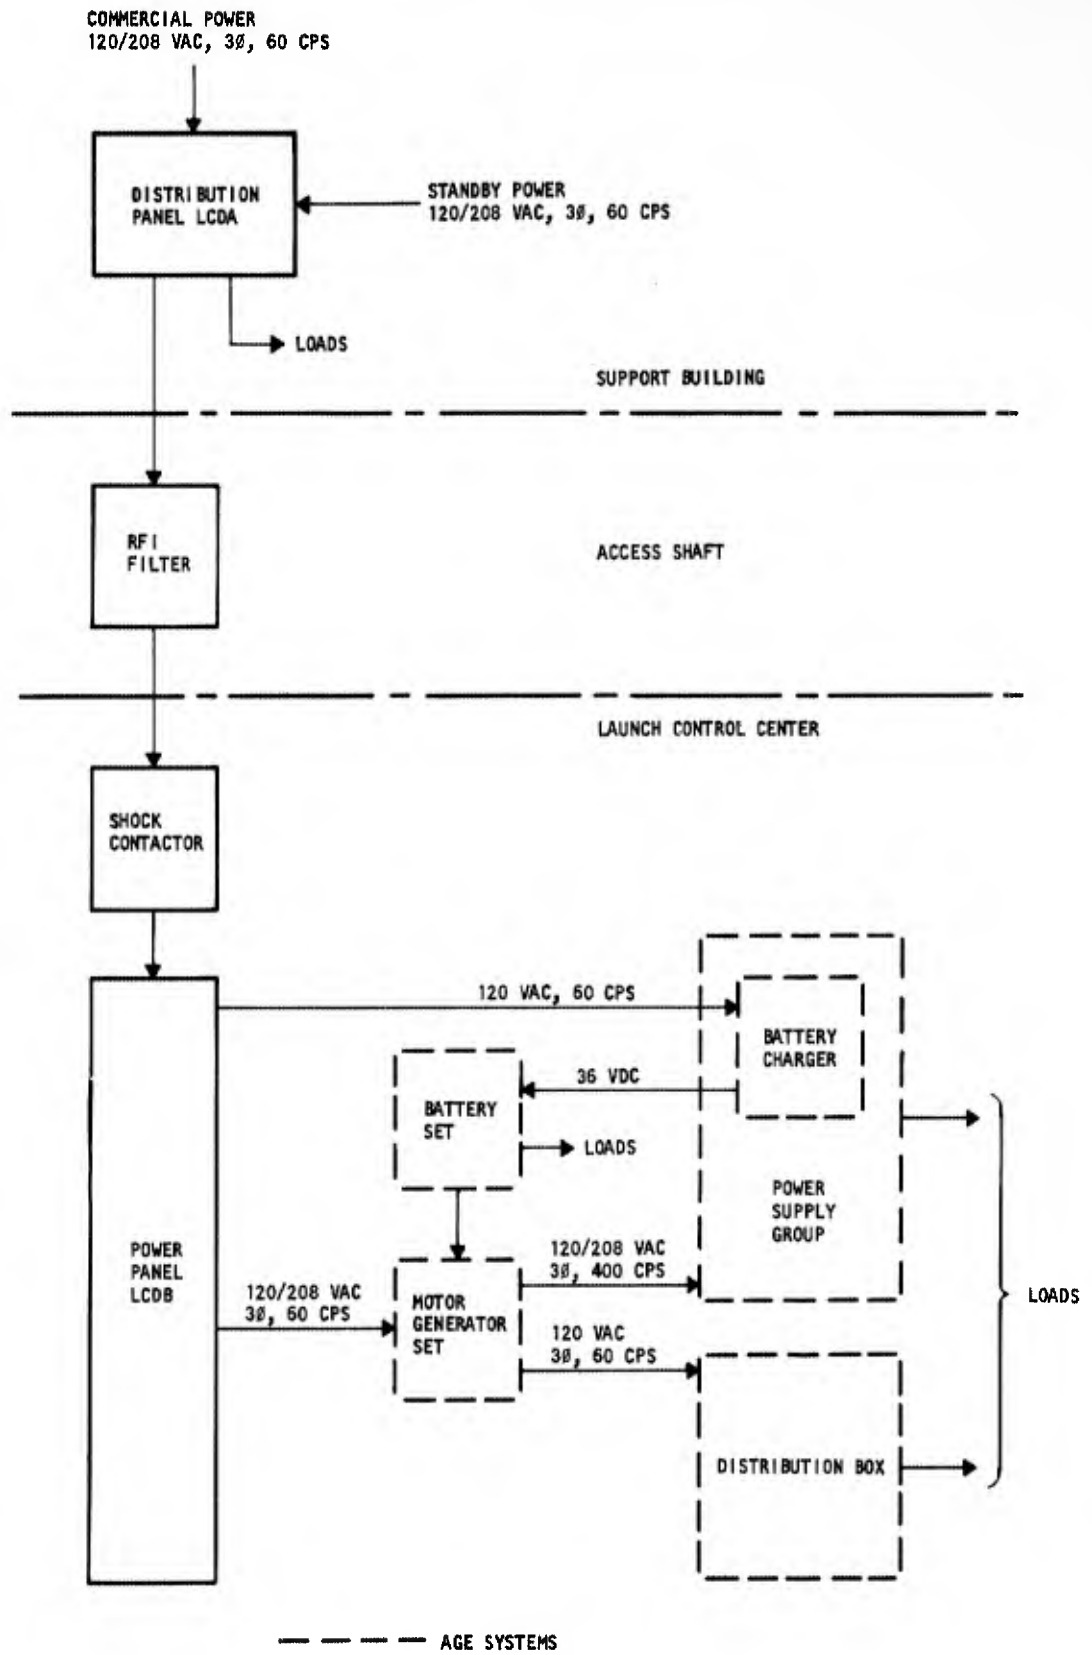 COMMERCIAL POWER
120/208 VAC, 3Ø, 60 CPS
DISTRIBUTION
PANEL LCDA
STANDBY POWER
120/208 VAC, 3Ø, 60 CPS
LOADS
SUPPORT BUILDING
RFI
FILTER
ACCESS SHAFT
LAUNCH CONTROL CENTER
SHOCK
CONTACTOR
120 VAC, 60 CPS
BATTERY
CHARGER
36 VDC
BATTERY
SET
LOADS
POWER
SUPPLY
GROUP
POWER
PANEL
LCDB
120/208 VAC
3Ø, 60 CPS
MOTOR
GENERATOR
SET
120/208 VAC
3Ø, 400 CPS
120 VAC
3Ø, 60 CPS
LOADS
DISTRIBUTION BOX
AGE SYSTEMS